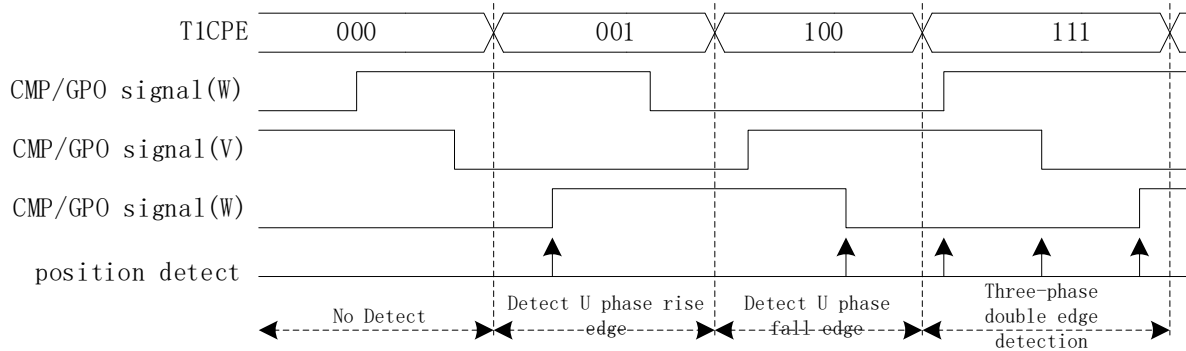 T1CPE 000 001 100 111
CMP/GPO signal(W)
CMP/GPO signal(V)
CMP/GPO signal(W)
position detect
No Detect
Detect U phase rise
edge
Detect U phase
fall edge
Three-phase
double edge
detection